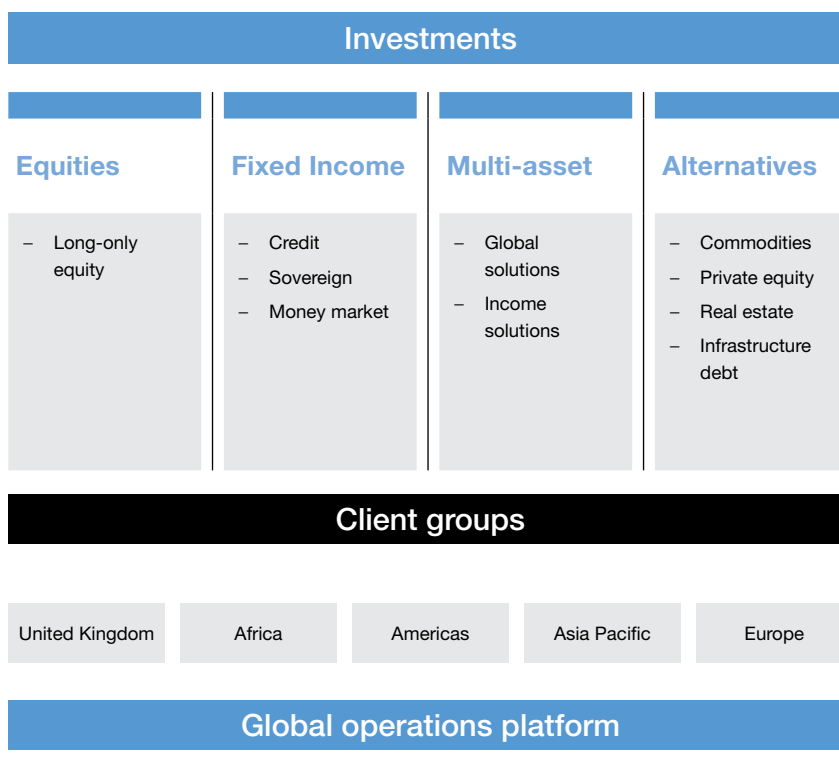 Investments
Equities
– Long-only
equity
Fixed Income
– Credit
– Sovereign
– Money market
Multi-asset
– Global
solutions
– Income
solutions
Alternatives
– Commodities
– Private equity
– Real estate
– Infrastructure
debt
Client groups
United Kingdom
Africa
Americas
Asia Pacific
Europe
Global operations platform